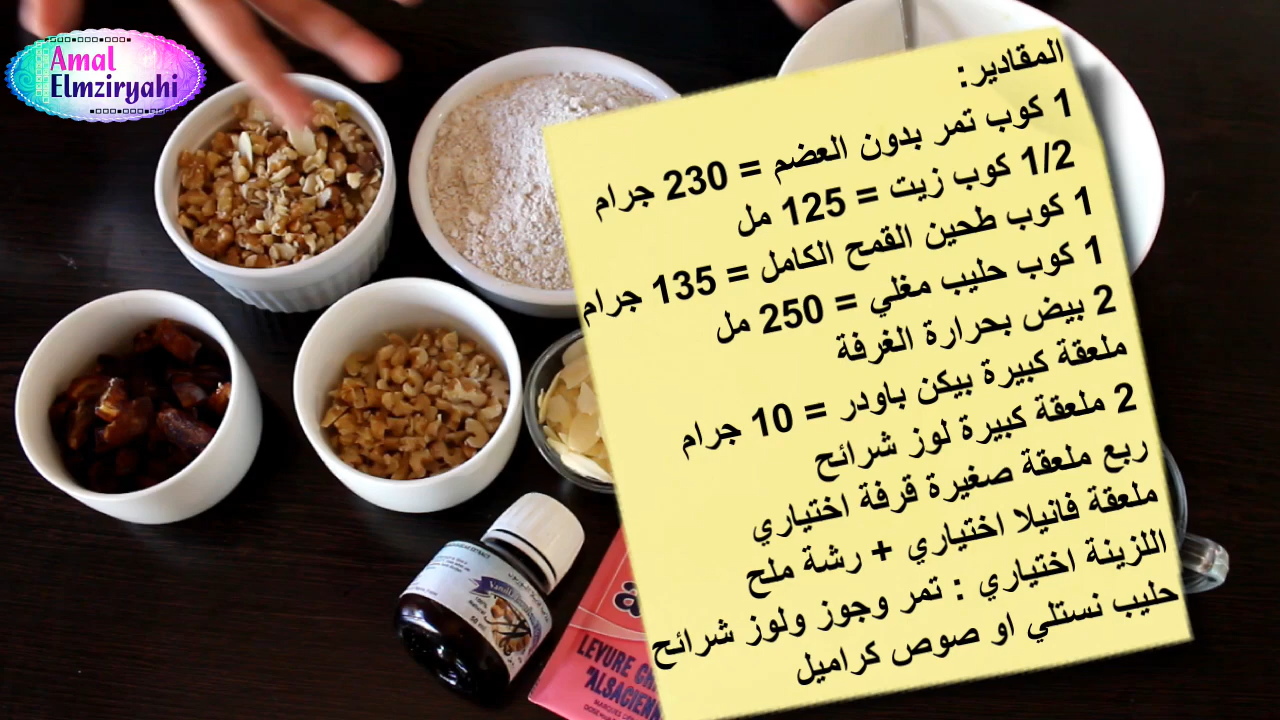 Amal
Elmziryahi
المقادير:
1 كوب تمر بدون العضم = 230 جرام
1/2 كوب زيت = 125 مل
1 كوب طحين القمح الكامل = 135 جرام
1 كوب حليب مغلي = 250 مل
2 بيض بحرارة الغرفة
ملعقة كبيرة بيكن باودر = 10 جرام
2 ملعقة كبيرة لوز شرائح
ربع ملعقة صغيرة قرفة اختياري
ملعقة فانيلا اختياري + رشة ملح
اللزينة اختياري : تمر وجوز ولوز شرائح
حليب نستلي او صوص كراميل
Vanilla
LEVURE
"ALSACIENN